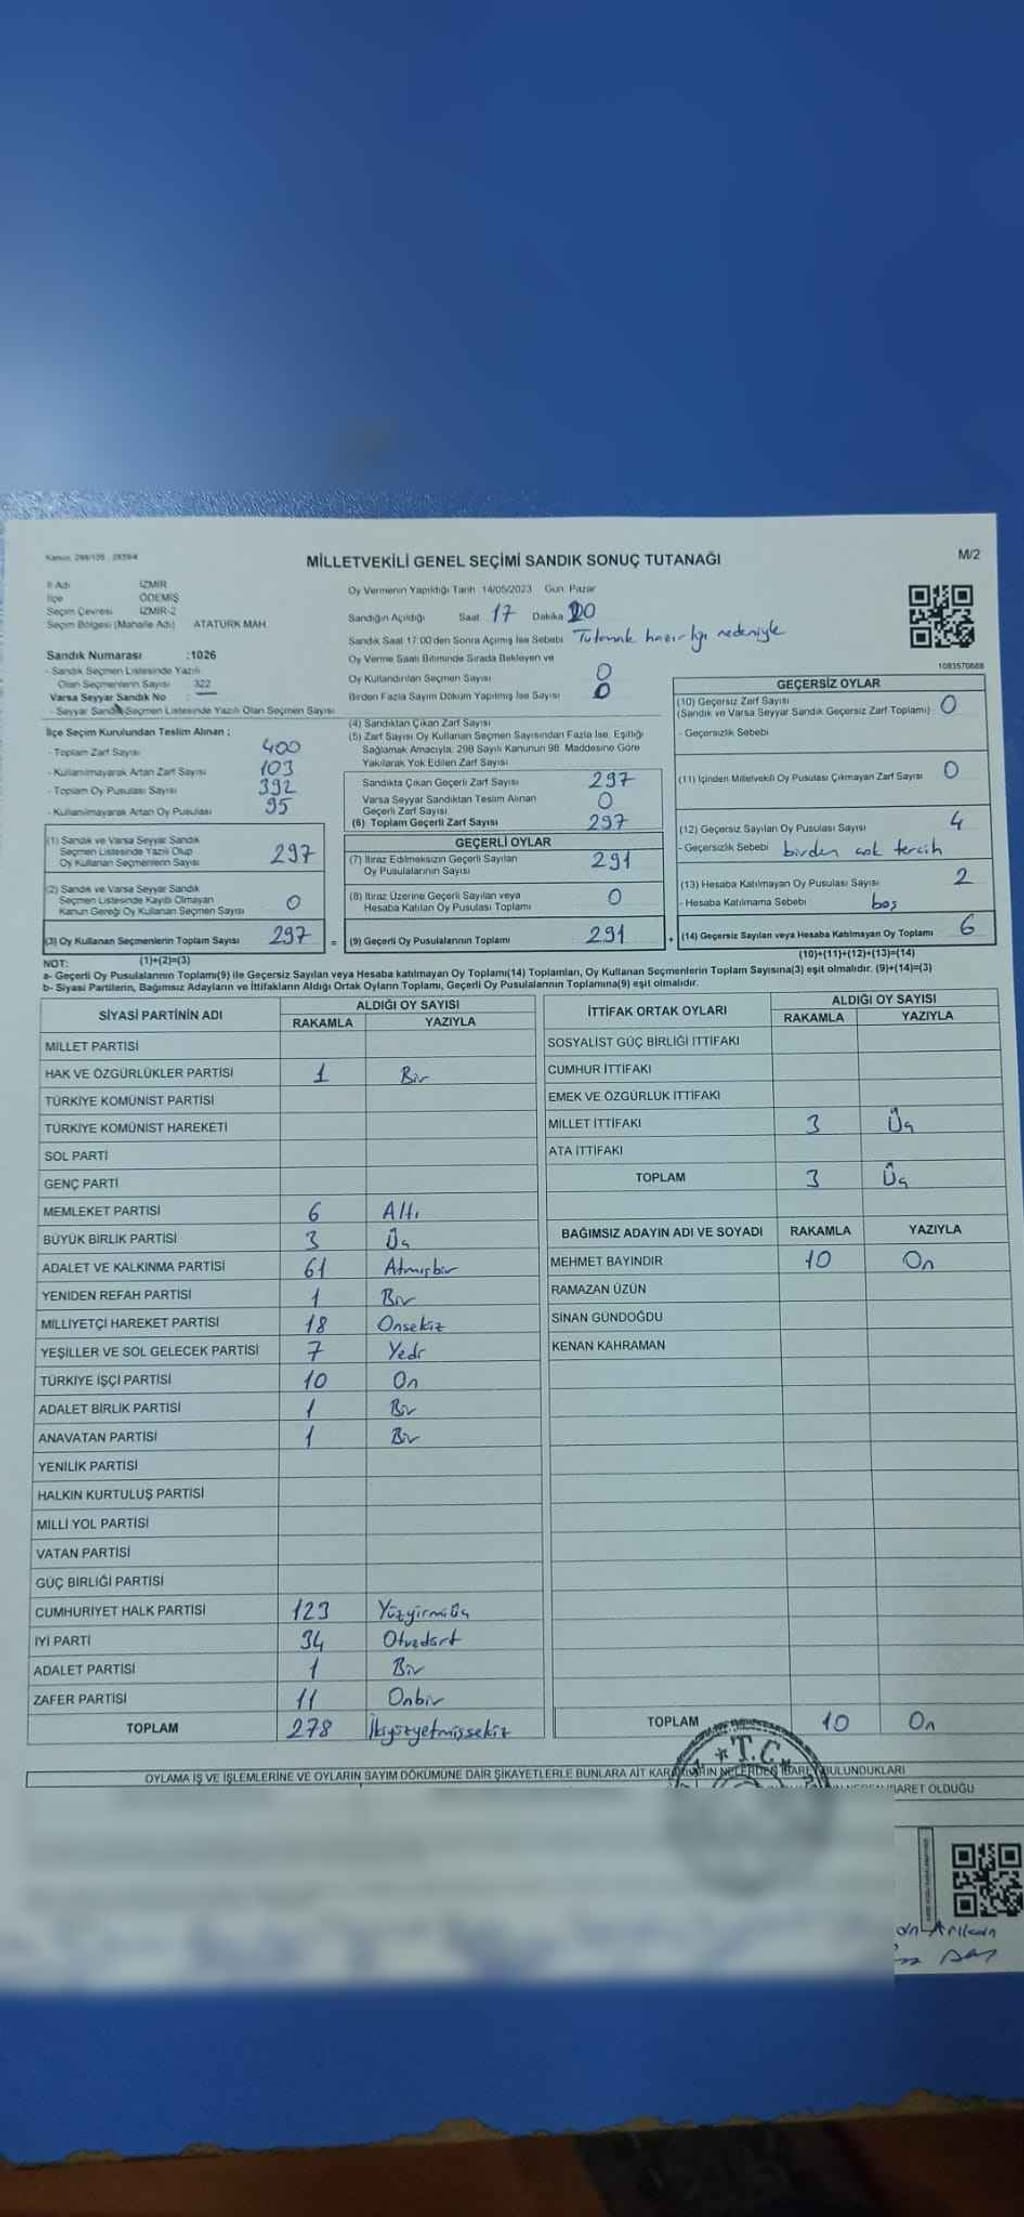 MİLLETVEKİLİ GENEL SEÇİMİ SANDIK SONUÇ TUTANAĞI
M/2
İl Adı İZMİR
İlçe ÖDEMİŞ
Seçim Çevresi İZMİR-2
Seçim Bölgesi (Mahalle Adı) ATATÜRK MAH
Sandık Numarası :1026
- Sandık Seçmen Listesinde Yazılı
Olan Seçmenlerin Sayısı 322
Varsa Seyyar Sandık No :
- Seyyar Sandık Seçmen Listesinde Yazılı Olan Seçmen Sayısı
Oy Vermenin Yapıldığı Tarih 14/05/2023 Gün Pazar
Sandığın Açıldığı Saat 17 Dakika 20
Sandık Saat 17:00'den Sonra Açılmış İse Sebebi Tutanak hazırlığı nedeniyle
Oy Verme Saati Bitiminde Sırada Bekleyen ve
Oy Kullandırılan Seçmen Sayısı 0
Birden Fazla Sayım Döküm Yapılmış İse Sayısı 0
1083570688
İlçe Seçim Kurulundan Teslim Alınan ;
- Toplam Zarf Sayısı 400
- Kullanılmayarak Artan Zarf Sayısı 103
- Toplam Oy Pusulası Sayısı 392
- Kullanılmayarak Artan Oy Pusulası 95
(1) Sandık ve Varsa Seyyar Sandık
Seçmen Listesinde Yazılı Olup
Oy Kullanan Seçmenlerin Sayısı 297
(2) Sandık ve Varsa Seyyar Sandık
Seçmen Listesinde Kayıtlı Olmayan
Kanun Gereği Oy Kullanan Seçmen Sayısı 0
(3) Oy Kullanan Seçmenlerin Toplam Sayısı 297
(4) Sandıktan Çıkan Zarf Sayısı
(5) Zarf Sayısı Oy Kullanan Seçmen Sayısından Fazla İse, Eşitliği
Sağlamak Amacıyla, 298 Sayılı Kanunun 98. Maddesine Göre
Yakılarak Yok Edilen Zarf Sayısı
Sandıkta Çıkan Geçerli Zarf Sayısı 297
Varsa Seyyar Sandıktan Teslim Alınan
Geçerli Zarf Sayısı 0
(6) Toplam Geçerli Zarf Sayısı 297
GEÇERLİ OYLAR
(7) İtiraz Edilmeksizin Geçerli Sayılan
Oy Pusulalarının Sayısı 291
(8) İtiraz Üzerine Geçerli Sayılan veya
Hesaba Katılan Oy Pusulası Toplamı 0
= (9) Geçerli Oy Pusulalarının Toplamı 291
GEÇERSİZ OYLAR
(10) Geçersiz Zarf Sayısı
(Sandık ve Varsa Seyyar Sandık Geçersiz Zarf Toplamı) 0
- Geçersizlik Sebebi
(11) İçinden Milletvekili Oy Pusulası Çıkmayan Zarf Sayısı 0
(12) Geçersiz Sayılan Oy Pusulası Sayısı 4
- Geçersizlik Sebebi birden çok tercih
(13) Hesaba Katılmayan Oy Pusulası Sayısı 2
- Hesaba Katılmama Sebebi boş
+ (14) Geçersiz Sayılan veya Hesaba Katılmayan Oy Toplamı 6
NOT: (1)+(2)=(3) (10)+(11)+(12)+(13)=(14)
a- Geçerli Oy Pusulalarının Toplamı(9) ile Geçersiz Sayılan veya Hesaba katılmayan Oy Toplamı(14) Toplamları, Oy Kullanan Seçmenlerin Toplam Sayısına(3) eşit olmalıdır. (9)+(14)=(3)
b- Siyasi Partilerin, Bağımsız Adayların ve İttifakların Aldığı Ortak Oyların Toplamı, Geçerli Oy Pusulalarının Toplamına(9) eşit olmalıdır.
SİYASİ PARTİNİN ADI ALDIĞI OY SAYISI
RAKAMLA YAZIYLA
MİLLET PARTİSİ
HAK VE ÖZGÜRLÜKLER PARTİSİ 1 Bir
TÜRKİYE KOMÜNİST PARTİSİ
TÜRKİYE KOMÜNİST HAREKETİ
SOL PARTİ
GENÇ PARTİ
MEMLEKET PARTİSİ 6 Altı
BÜYÜK BİRLİK PARTİSİ 3 Üç
ADALET VE KALKINMA PARTİSİ 61 Atmışbir
YENİDEN REFAH PARTİSİ 1 Bir
MİLLİYETÇİ HAREKET PARTİSİ 18 Onsekiz
YEŞİLLER VE SOL GELECEK PARTİSİ 7 Yedi
TÜRKİYE İŞÇİ PARTİSİ 10 On
ADALET BİRLİK PARTİSİ 1 Bir
ANAVATAN PARTİSİ 1 Bir
YENİLİK PARTİSİ
HALKIN KURTULUŞ PARTİSİ
MİLLİ YOL PARTİSİ
VATAN PARTİSİ
GÜÇ BİRLİĞİ PARTİSİ
CUMHURİYET HALK PARTİSİ 123 Yüzyirmiüç
İYİ PARTİ 34 Otuzdört
ADALET PARTİSİ 1 Bir
ZAFER PARTİSİ 11 Onbir
TOPLAM 278 İkiyüzyetmişsekiz
İTTİFAK ORTAK OYLARI ALDIĞI OY SAYISI
RAKAMLA YAZIYLA
SOSYALİST GÜÇ BİRLİĞİ İTTİFAKI
CUMHUR İTTİFAKI
EMEK VE ÖZGÜRLÜK İTTİFAKI
MİLLET İTTİFAKI 3 Üç
ATA İTTİFAKI
TOPLAM 3 Üç
BAĞIMSIZ ADAYIN ADI VE SOYADI RAKAMLA YAZIYLA
MEHMET BAYINDIR 10 On
RAMAZAN ÜZÜN
SİNAN GÜNDOĞDU
KENAN KAHRAMAN
TOPLAM 10 On
T.C.
OYLAMA İŞ VE İŞLEMLERİNE VE OYLARIN SAYIM DÖKÜMÜNE DAİR ŞİKAYETLERLE BUNLARA AİT NELERDEN BULUNDUKLARI
OLDUĞU